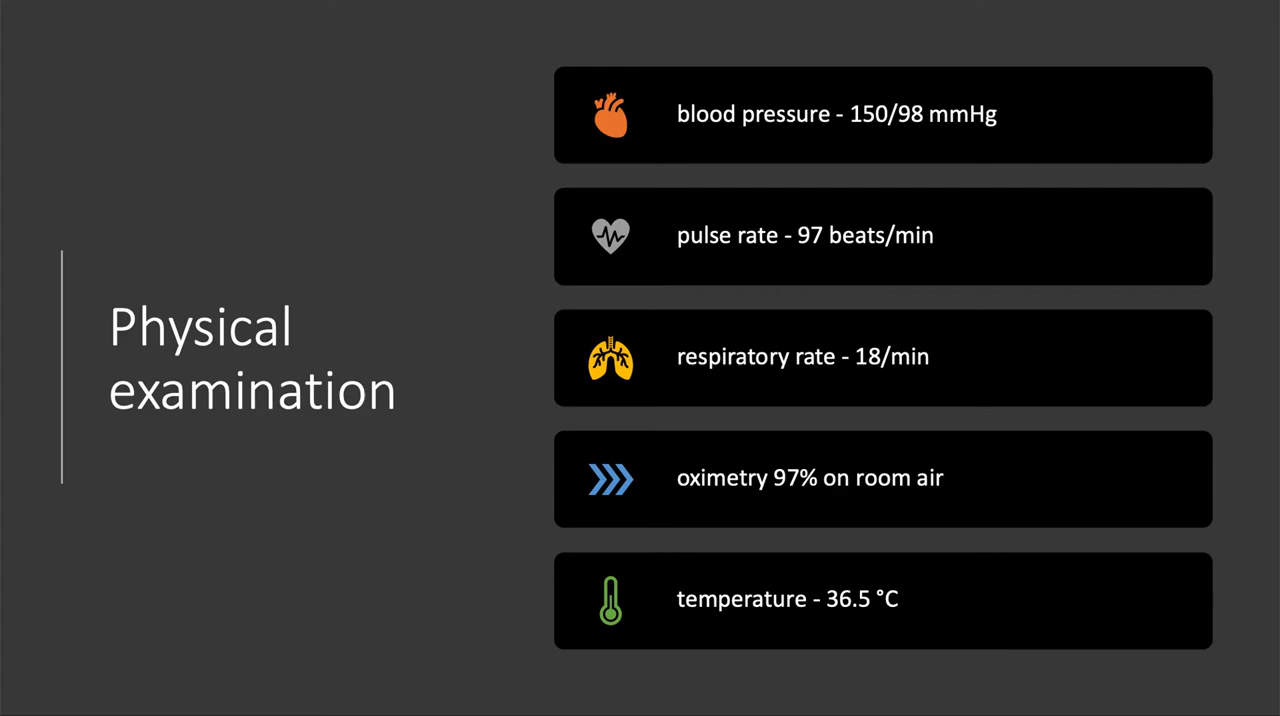 Physical
examination
blood pressure - 150/98 mmHg
pulse rate - 97 beats/min
respiratory rate - 18/min
oximetry 97% on room air
temperature - 36.5 °C